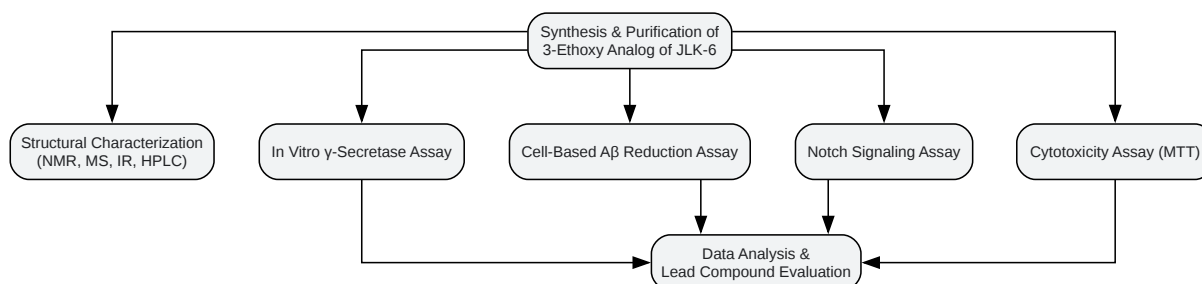 Synthesis & Purification of
3-Ethoxy Analog of JLK-6
Structural Characterization
(NMR, MS, IR, HPLC)
In Vitro γ-Secretase Assay
Cell-Based Aβ Reduction Assay
Notch Signaling Assay
Cytotoxicity Assay (MTT)
Data Analysis &
Lead Compound Evaluation